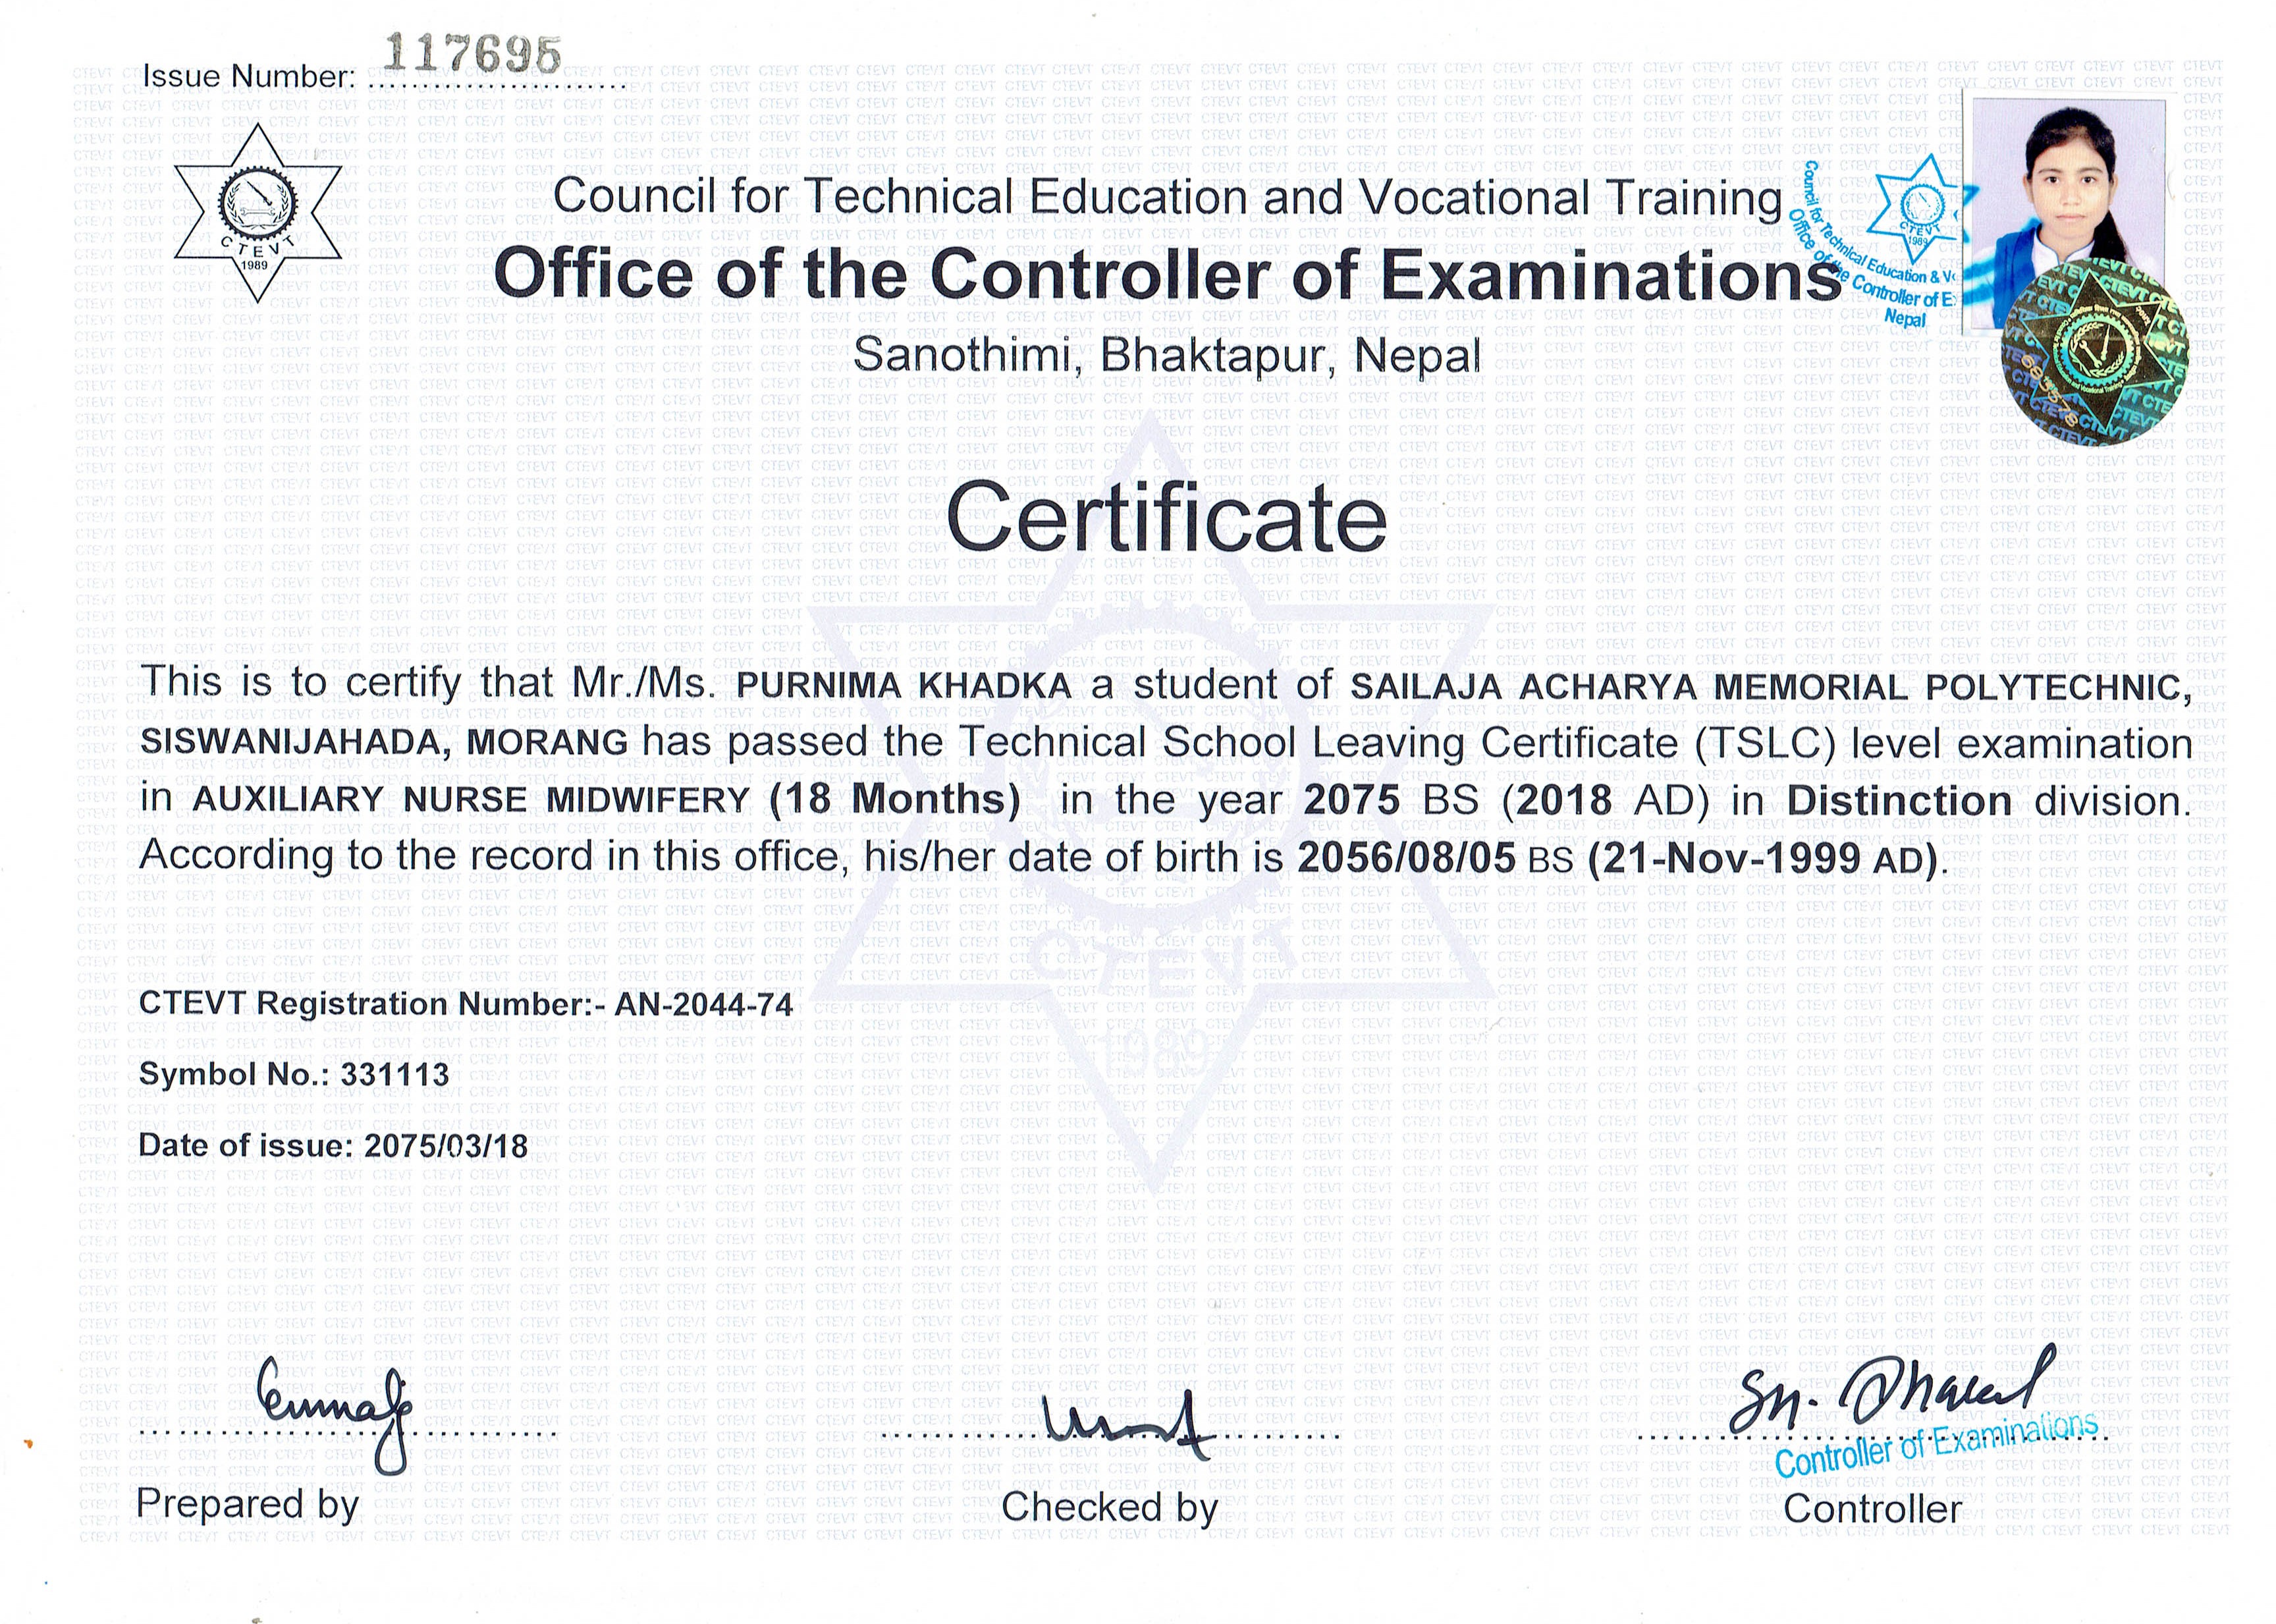 Issue Number: 117695
CTEVT
1989
Council for Technical Education and Vocational Training
Office of the Controller of Examinations
Sanothimi, Bhaktapur, Nepal
CTEVT
1989
Council for Technical Education & V
Office of the Controller of E
Nepal
Certificate
This is to certify that Mr./Ms. PURNIMA KHADKA a student of SAILAJA ACHARYA MEMORIAL POLYTECHNIC,
SISWANIJAHADA, MORANG has passed the Technical School Leaving Certificate (TSLC) level examination
in AUXILIARY NURSE MIDWIFERY (18 Months) in the year 2075 BS (2018 AD) in Distinction division.
According to the record in this office, his/her date of birth is 2056/08/05 BS (21-Nov-1999 AD).
CTEVT
1989
CTEVT Registration Number:- AN-2044-74
Symbol No.: 331113
Date of issue: 2075/03/18
Controller of Examinations
Prepared by
Checked by
Controller